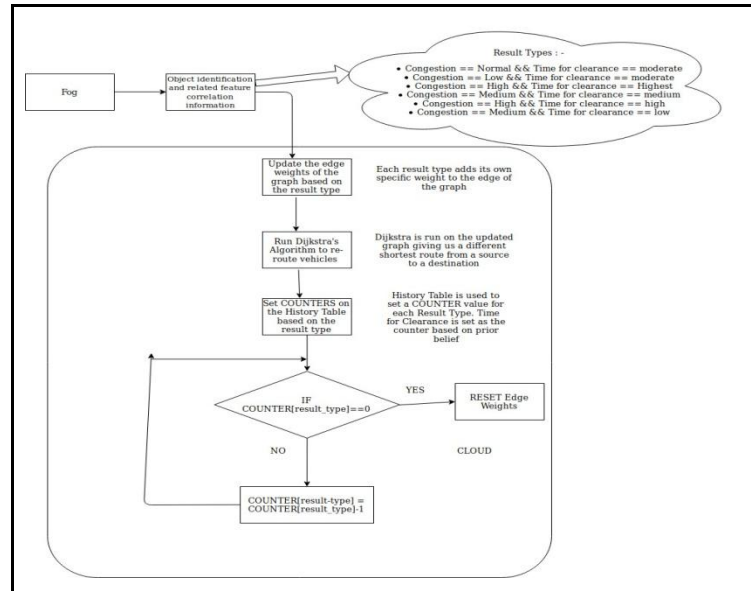 Result Types : -
• Congestion == Normal && Time for clearance == moderate
• Congestion == Low && Time for clearance == moderate
• Congestion == High && Time for clearance == Highest
• Congestion == Medium && Time for clearance == medium
• Congestion == High && Time for clearance == high
• Congestion == Medium && Time for clearance == low
Fog
Object identification
and related feature
correlation
information
Update the edge
weights of the
graph based on
the result type
Each result type adds its own
specific weight to the edge of
the graph
Run Dijkstra's
Algorithm to re-
route vehicles
Dijkstra is run on the updated
graph giving us a different
shortest route from a source
to a destination
Set COUNTERS on
the History Table
based on the
result type
History Table is used to
set a COUNTER value for
each Result Type. Time
for Clearance is set as the
counter based on prior
belief
IF
COUNTER[result_type]==0
YES
RESET Edge
Weights
NO
CLOUD
COUNTER[result-type] =
COUNTER[result_type]-1